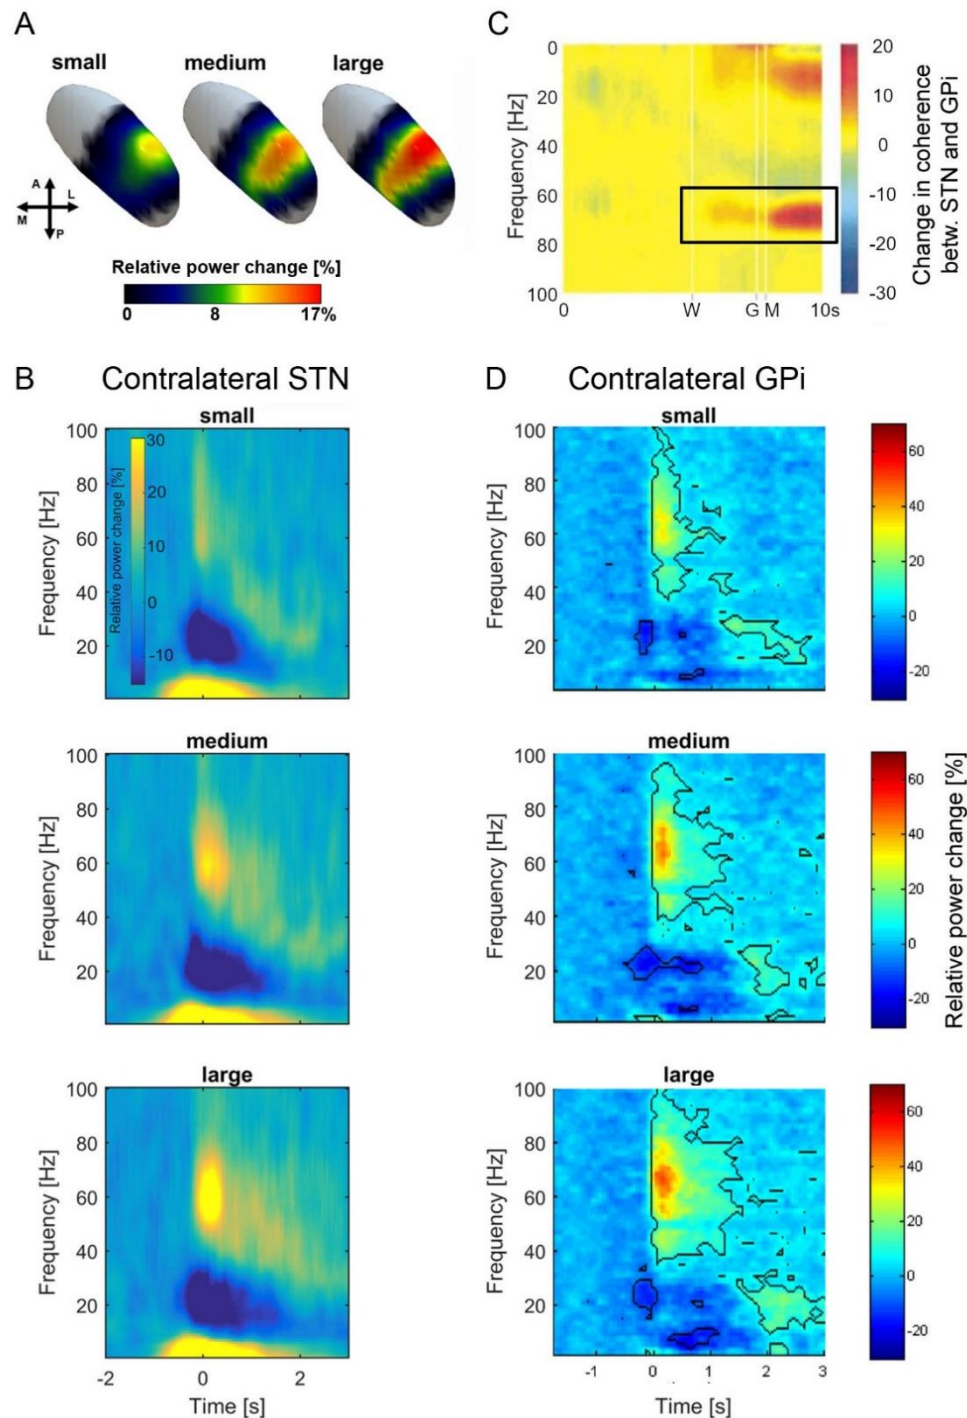 A
small medium large
A
M L
P
Relative power change [%]
0 8 17%
C
0
20
40
60
80
100
Frequency [Hz]
0 W G M 10s
20
10
0
-10
-20
-30
Change in coherence
betw. STN and GPi
B Contralateral STN
small
100
80
60
40
20
Frequency [Hz]
30
20
10
0
-10
Relative power change [%]
medium
100
80
60
40
20
Frequency [Hz]
large
100
80
60
40
20
Frequency [Hz]
-2 0 2
Time [s]
D Contralateral GPi
small
100
80
60
40
20
Frequency [Hz]
60
40
20
0
-20
medium
100
80
60
40
20
Frequency [Hz]
60
40
20
0
-20
Relative power change [%]
large
100
80
60
40
20
Frequency [Hz]
60
40
20
0
-20
-1 0 1 2 3
Time [s]